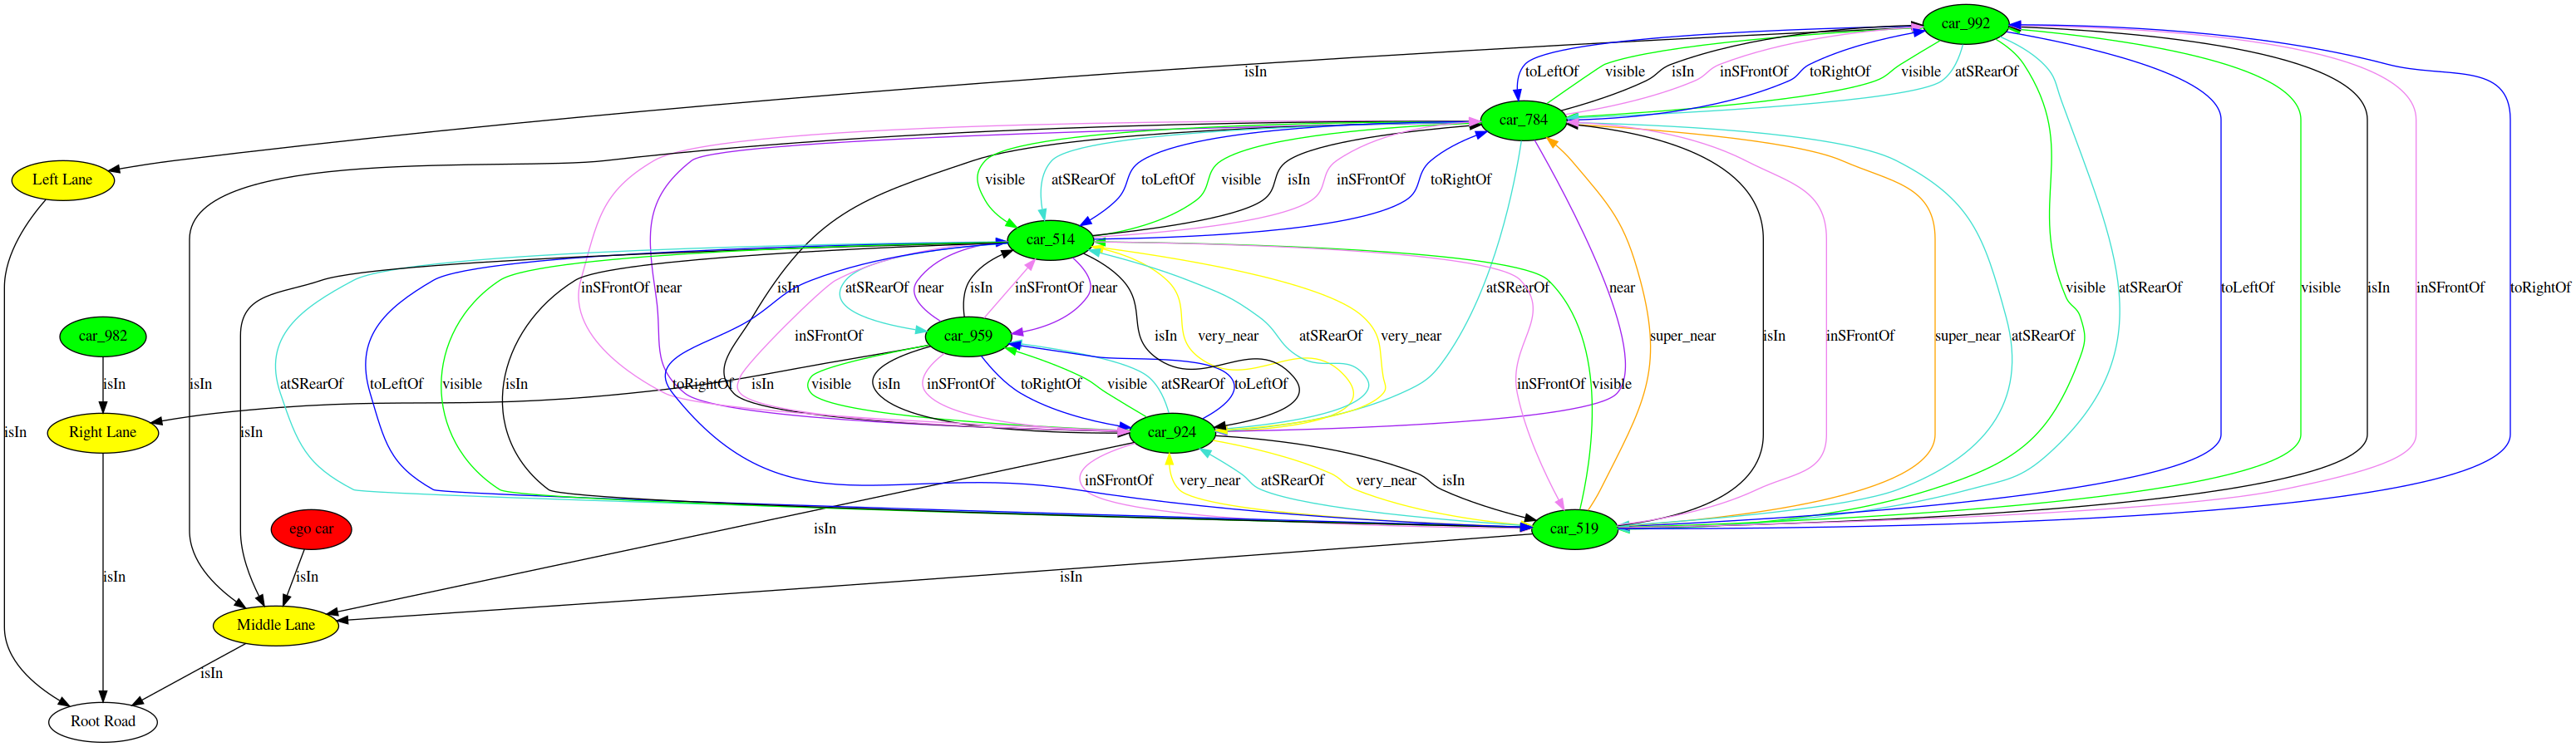 car_992
isIn
toLeftOf visible isIn inSFrontOf toRightOf visible atSRearOf
car_784
Left Lane
visible atSRearOf toLeftOf visible isIn inSFrontOf toRightOf
car_514
inSFrontOf near isIn atSRearOf near isIn inSFrontOf near atSRearOf near visible atSRearOf toLeftOf visible isIn inSFrontOf toRightOf
car_982 inSFrontOf car_959 isIn very_near atSRearOf very_near super_near isIn inSFrontOf super_near atSRearOf
isIn isIn atSRearOf toLeftOf visible isIn toRightOf isIn visible isIn inSFrontOf toRightOf visible atSRearOf toLeftOf inSFrontOf visible
isIn Right Lane isIn car_924
inSFrontOf very_near atSRearOf very_near isIn
ego car isIn car_519
isIn isIn isIn
Middle Lane
isIn
Root Road